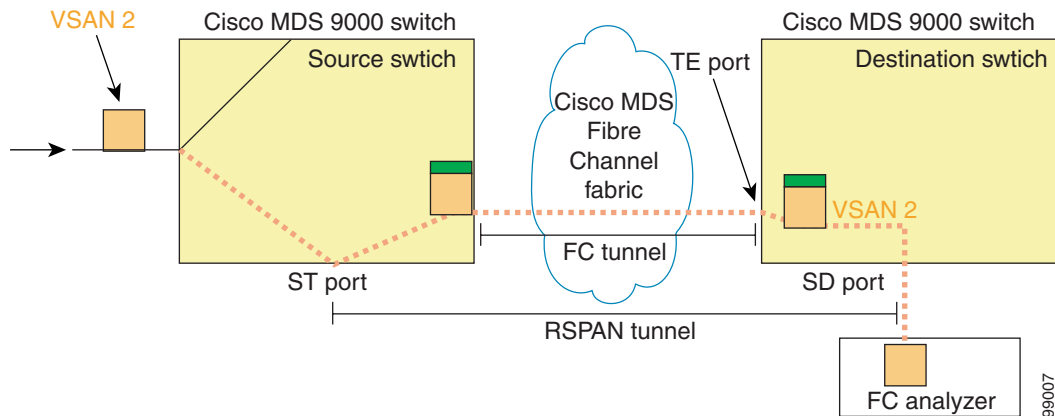 VSAN 2
Cisco MDS 9000 switch
Source swtich
Cisco MDS
Fibre
Channel
fabric
TE port
Cisco MDS 9000 switch
Destination swtich
VSAN 2
FC tunnel
ST port
SD port
RSPAN tunnel
FC analyzer
99007